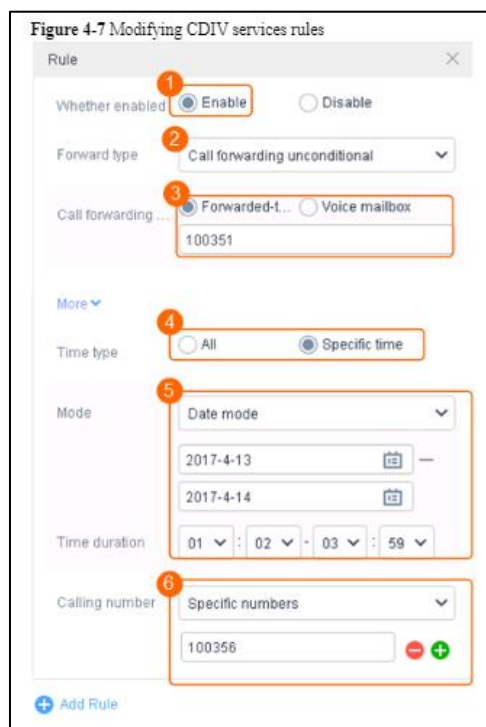 Figure 4-7 Modifying CDIV services rules
Rule
1
Whether enabled Enable Disable
2
Forward type Call forwarding unconditional
3
Call forwarding ... Forwarded-t... Voice mailbox
100351
More
4
Time type All Specific time
5
Mode Date mode
2017-4-13 —
2017-4-14
Time duration 01 : 02 - 03 : 59
6
Calling number Specific numbers
100356
Add Rule